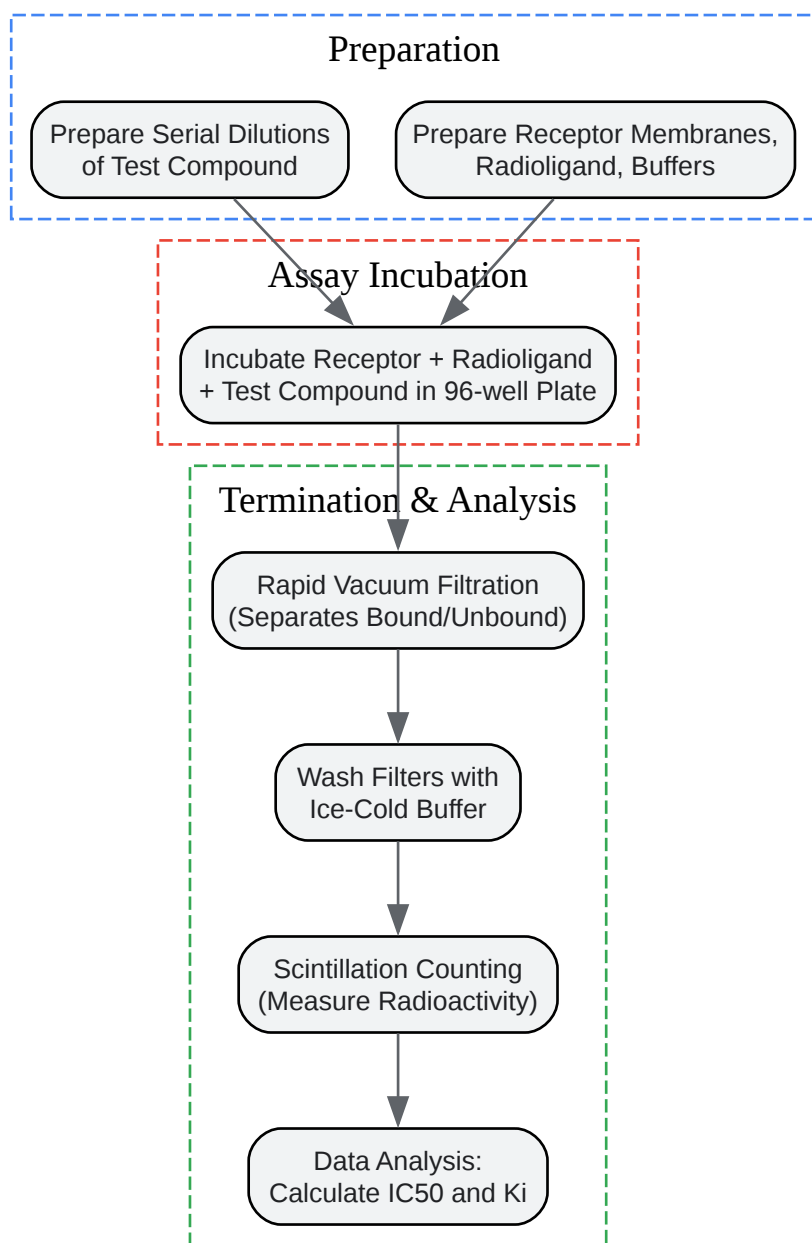 Preparation
Prepare Serial Dilutions
of Test Compound
Prepare Receptor Membranes,
Radioligand, Buffers
Assay Incubation
Incubate Receptor + Radioligand
+ Test Compound in 96-well Plate
Termination & Analysis
Rapid Vacuum Filtration
(Separates Bound/Unbound)
Wash Filters with
Ice-Cold Buffer
Scintillation Counting
(Measure Radioactivity)
Data Analysis:
Calculate IC50 and Ki